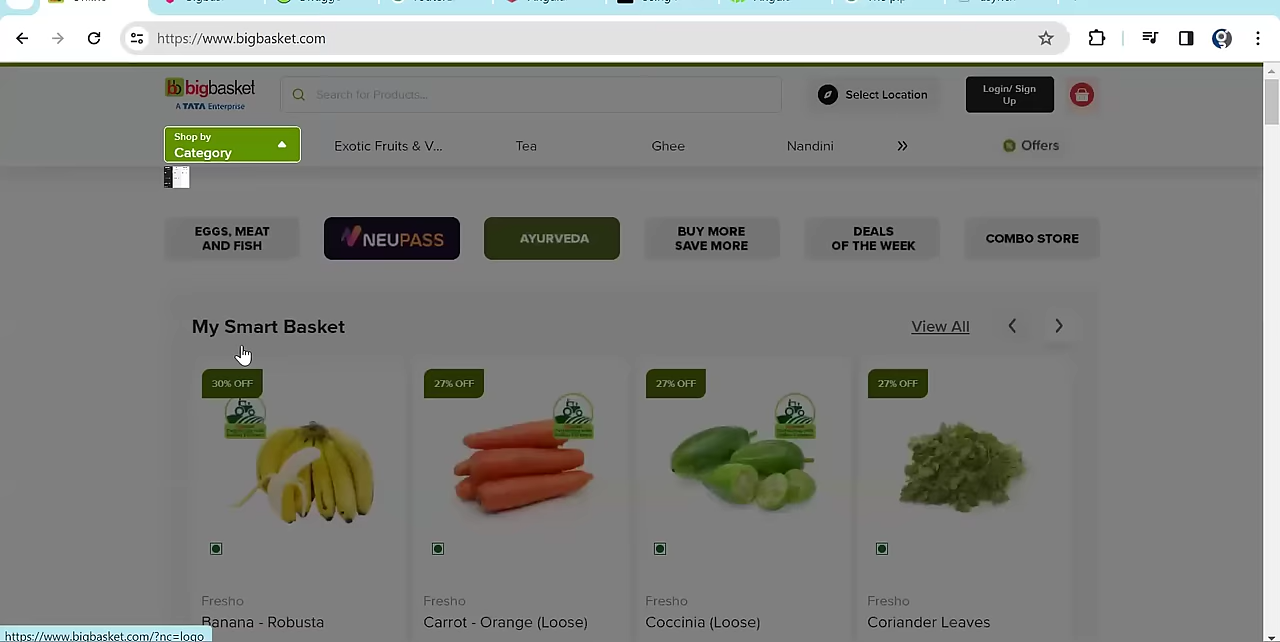 https://www.bigbasket.com
bb bigbasket
A TATA Enterprise
Search for Products...
Select Location
Login/ Sign
Up
Shop by
Category
Exotic Fruits & V...
Tea
Ghee
Nandini
Offers
EGGS, MEAT
AND FISH
NEUPASS
AYURVEDA
BUY MORE
SAVE MORE
DEALS
OF THE WEEK
COMBO STORE
My Smart Basket
View All
30% OFF
27% OFF
27% OFF
27% OFF
Fresho
Fresho
Fresho
Fresho
Banana - Robusta
Carrot - Orange (Loose)
Coccinia (Loose)
Coriander Leaves
https://www.bigbasket.com/?nc=logo